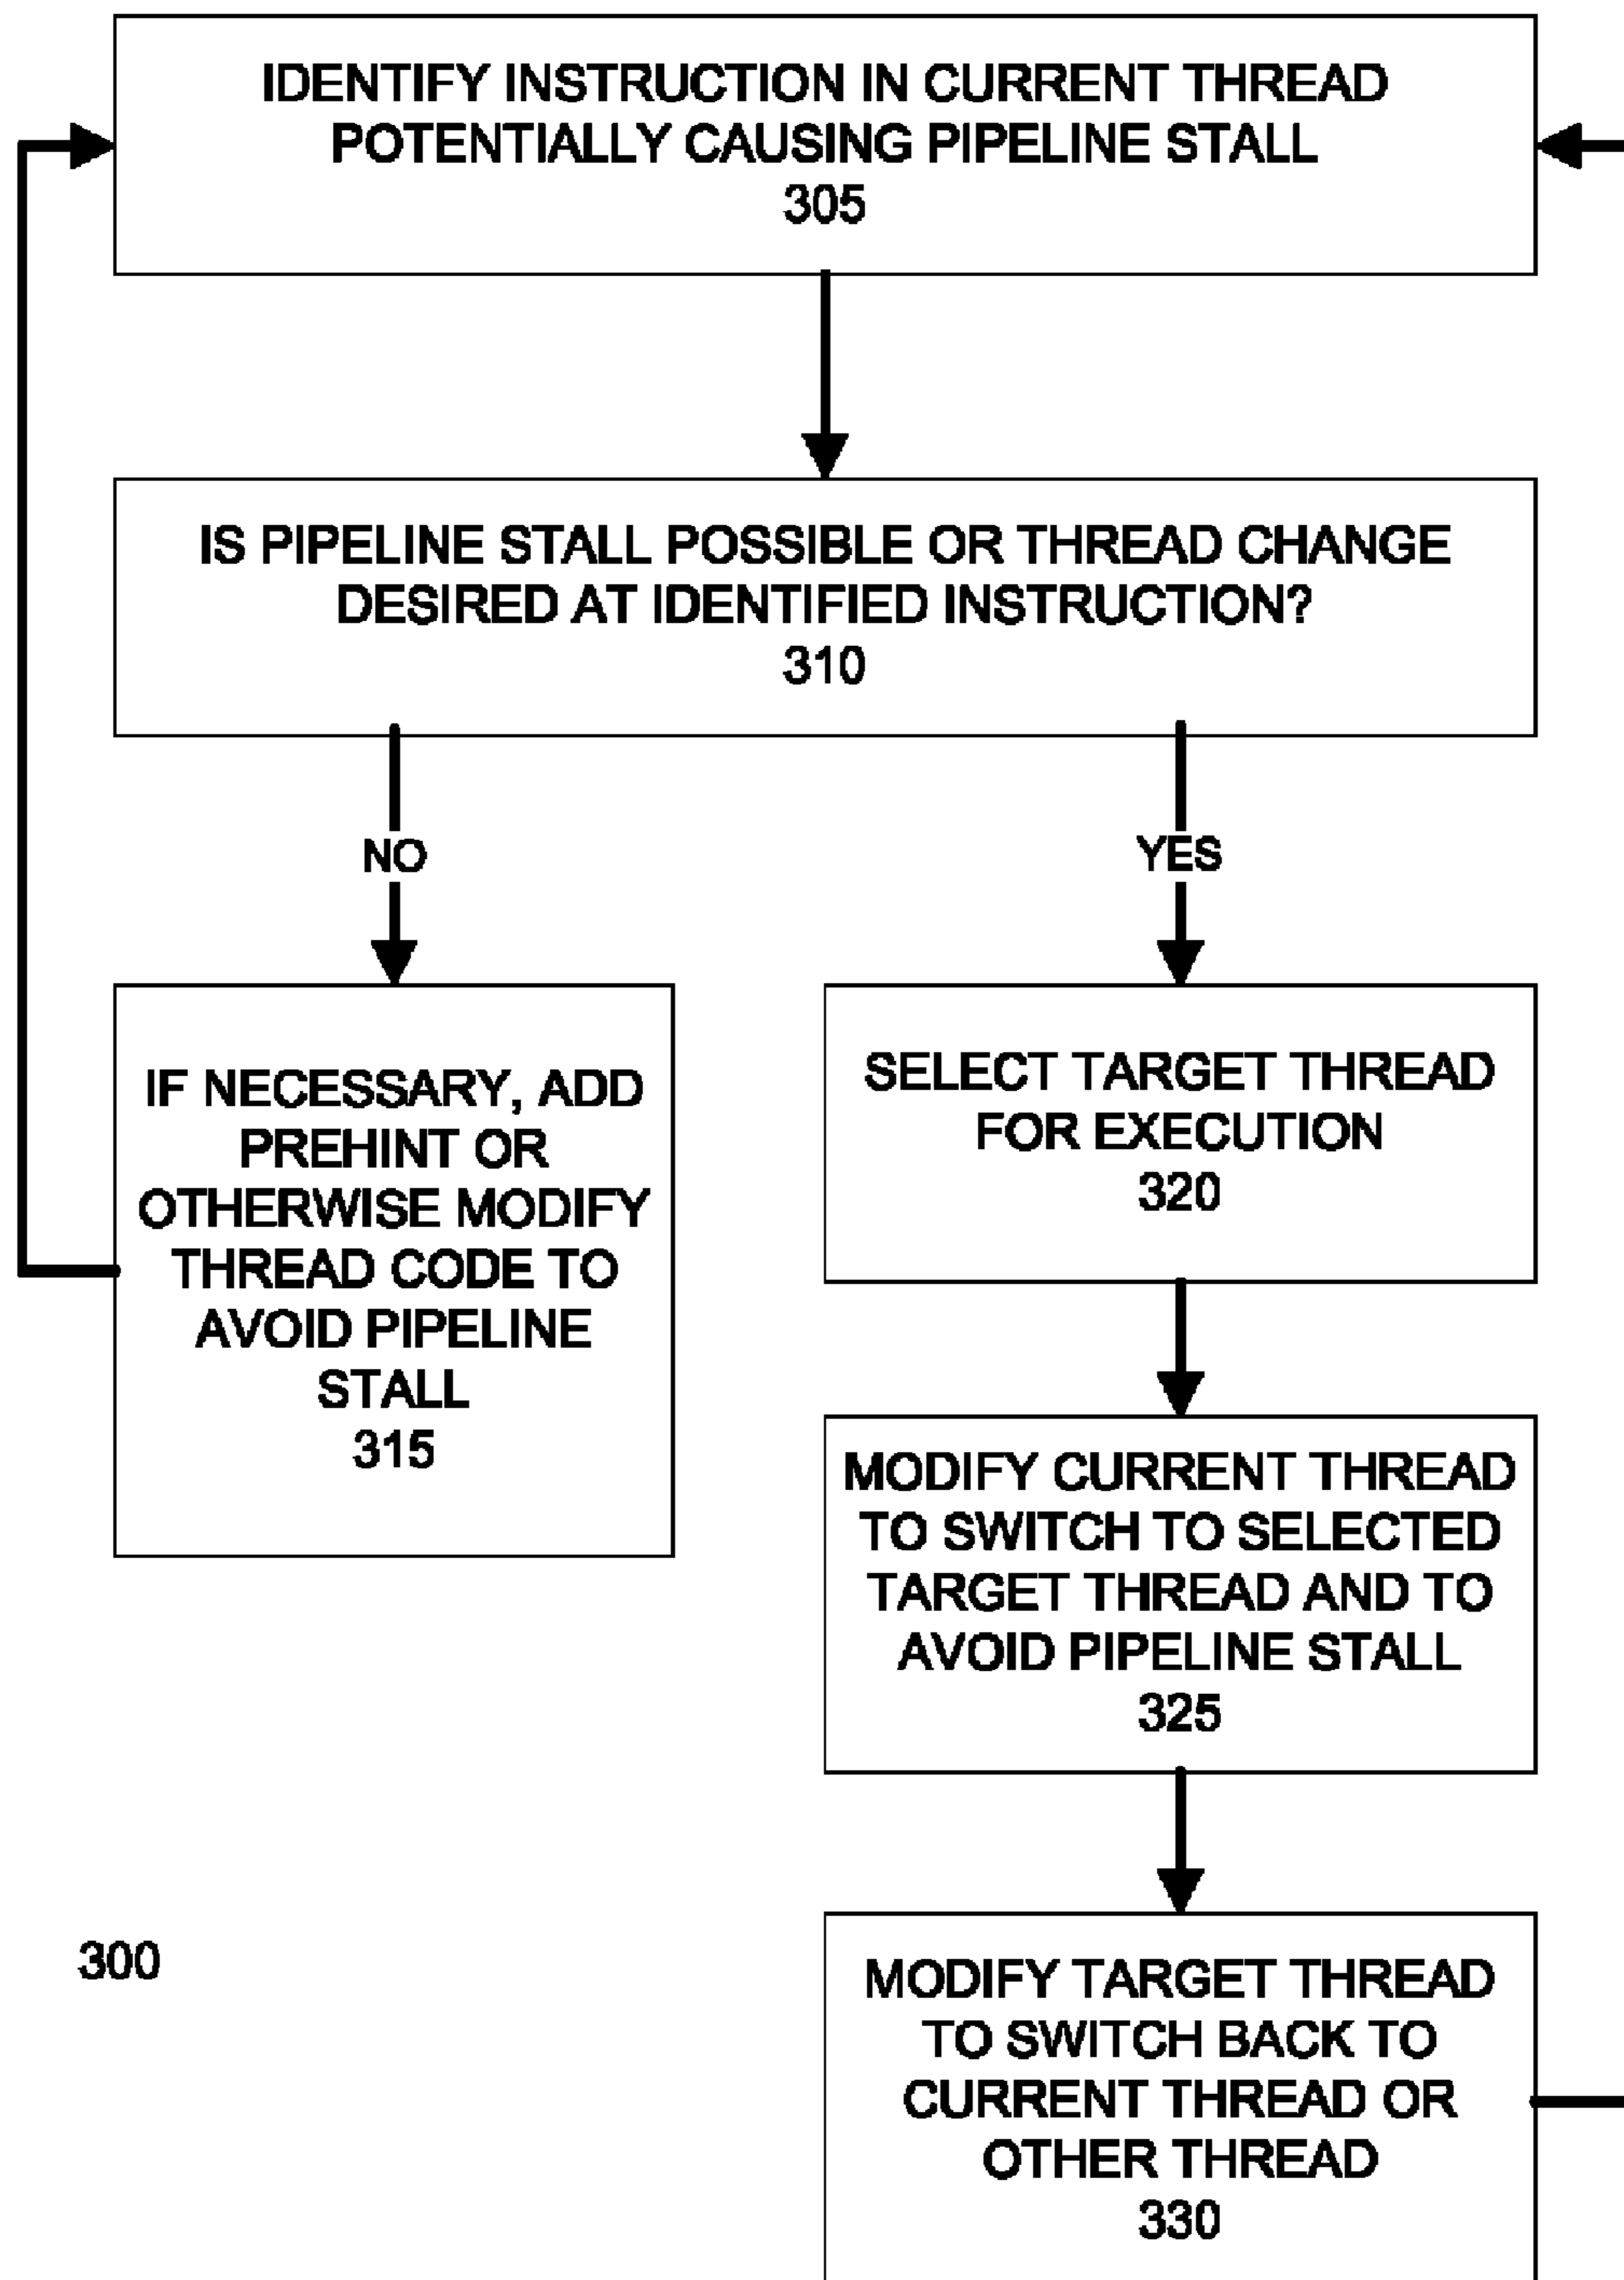 IDENTIFY INSTRUCTION IN CURRENT THREAD
POTENTIALLY CAUSING PIPELINE STALL
305
IS PIPELINE STALL POSSIBLE OR THREAD CHANGE
DESIRED AT IDENTIFIED INSTRUCTION?
310
NO
YES
IF NECESSARY, ADD
PREHINT OR
OTHERWISE MODIFY
THREAD CODE TO
AVOID PIPELINE
STALL
315
SELECT TARGET THREAD
FOR EXECUTION
320
MODIFY CURRENT THREAD
TO SWITCH TO SELECTED
TARGET THREAD AND TO
AVOID PIPELINE STALL
325
300
MODIFY TARGET THREAD
TO SWITCH BACK TO
CURRENT THREAD OR
OTHER THREAD
330